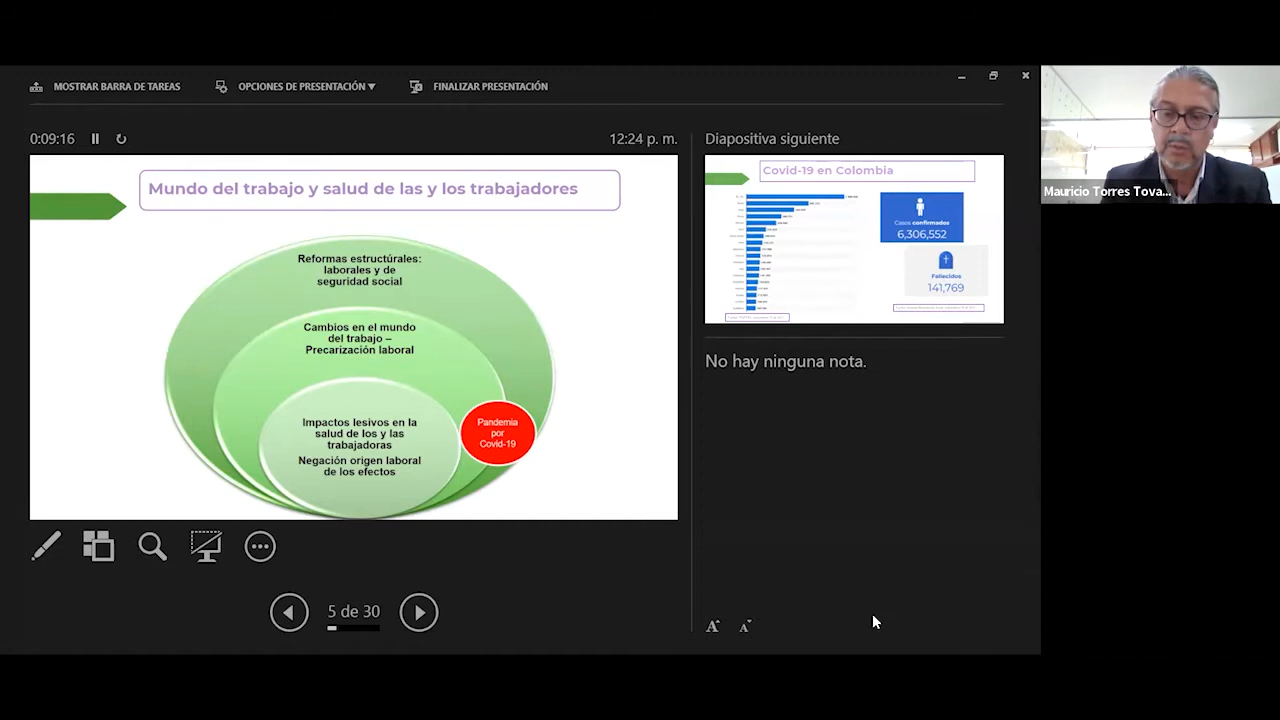 MOSTRAR BARRA DE TAREAS
OPCIONES DE PRESENTACIÓN
FINALIZAR PRESENTACIÓN
0:09:16
12:24 p. m.
Mundo del trabajo y salud de las y los trabajadores
Reformas estructúrales:
laborales y de
seguridad social
Cambios en el mundo
del trabajo –
Precarización laboral
Impactos lesivos en la
salud de los y las
trabajadoras
Negación origen laboral
de los efectos
Pandemia
por
Covid-19
5 de 30
Diapositiva siguiente
Covid-19 en Colombia
Casos confirmados
6,306,552
Fallecidos
141,769
No hay ninguna nota.
A A
Mauricio Torres Tova...